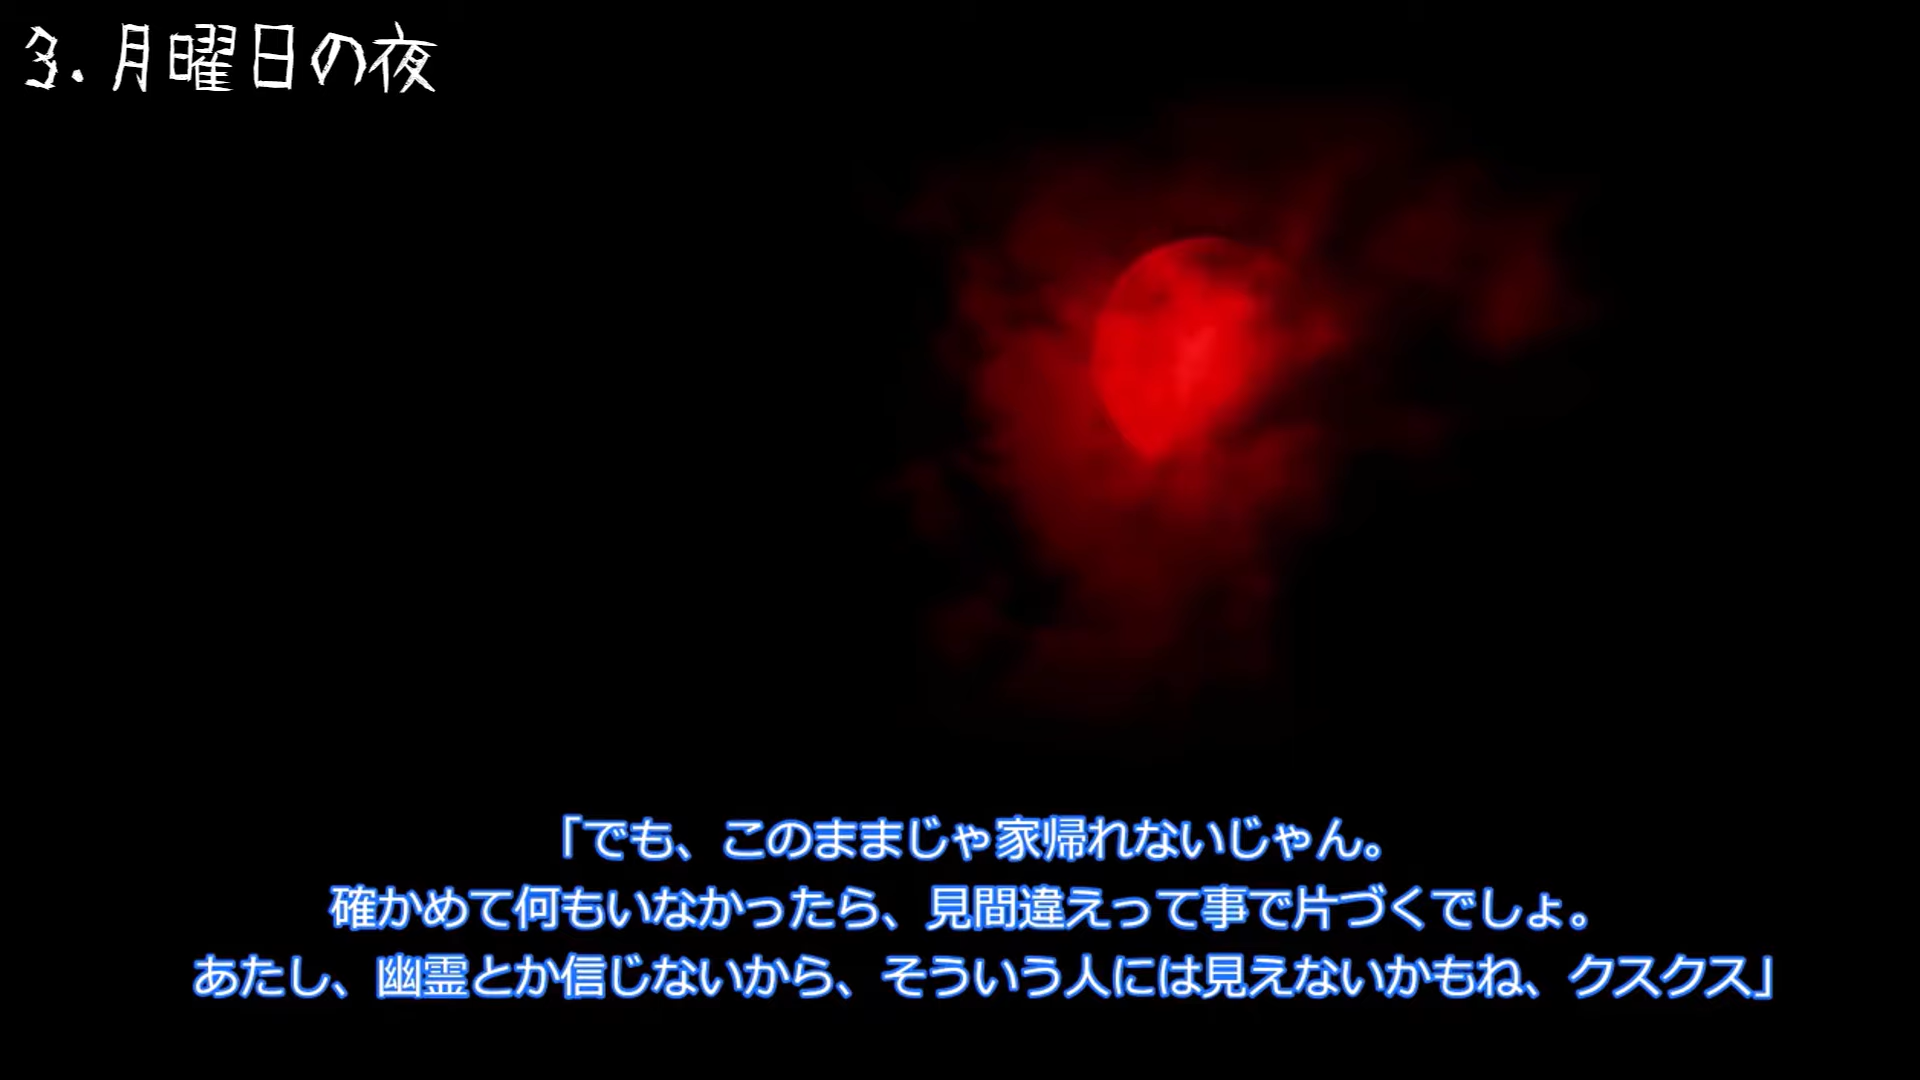 3.月曜日の夜
「でも、このままじゃ家帰れないじゃん。
確かめて何もいなかったら、見間違えって事で片づくでしょ。
あたし、幽霊とか信じないから、そういう人には見えないかもね、クスクス」